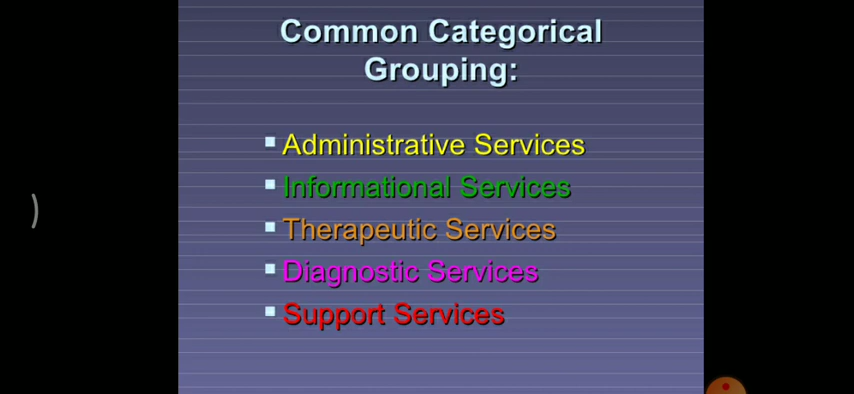 Common Categorical
Grouping:
Administrative Services
Informational Services
Therapeutic Services
Diagnostic Services
Support Services